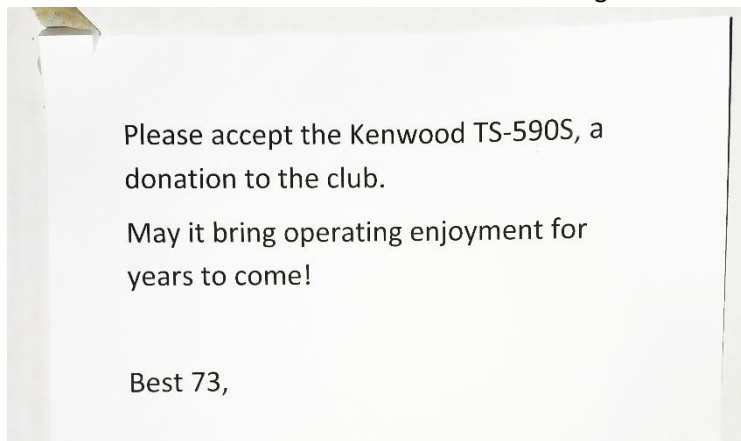 Please accept the Kenwood TS-590S, a
donation to the club.
May it bring operating enjoyment for
years to come!
Best 73,